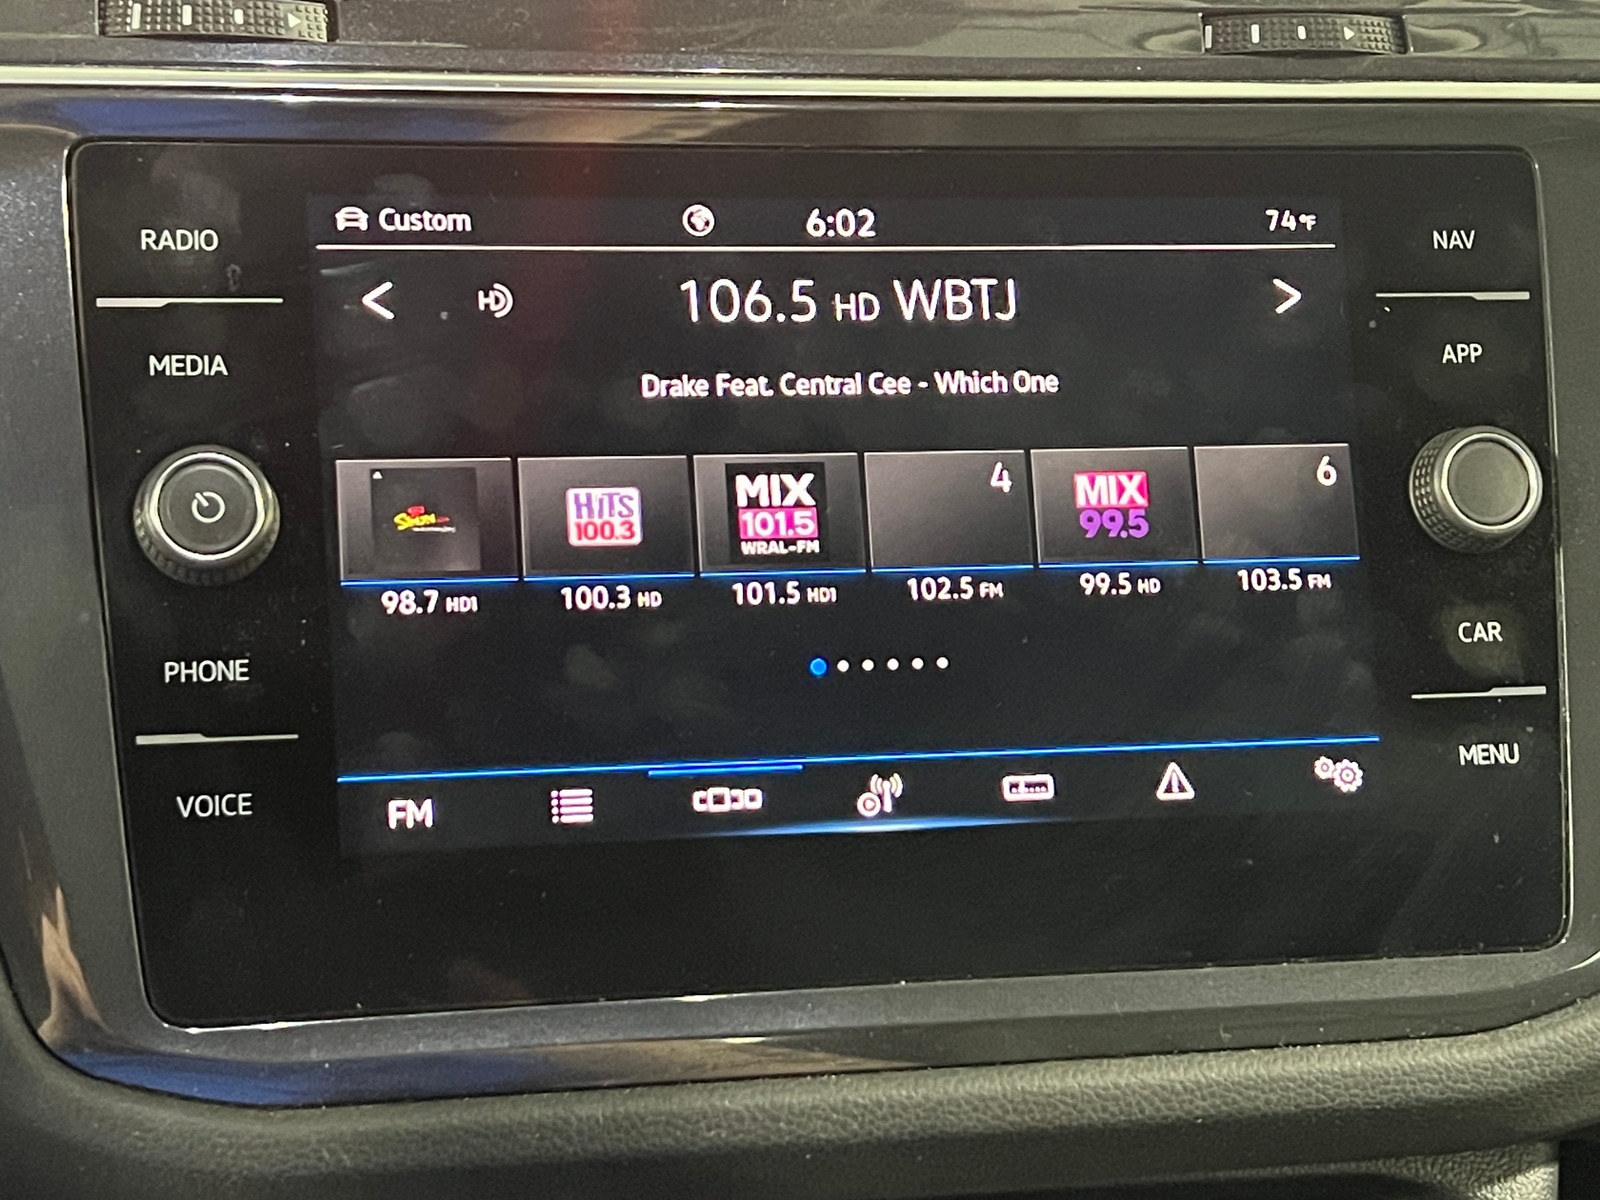 RADIO
MEDIA
PHONE
VOICE
Custom
6:02
74°F
HD
106.5 HD WBTJ
Drake Feat. Central Cee - Which One
HiTS
100.3
MIX
101.5
WRAL-FM
4
MIX
99.5
6
98.7 HD1
100.3 HD
101.5 HD1
102.5 FM
99.5 HD
103.5 FM
FM
NAV
APP
CAR
MENU